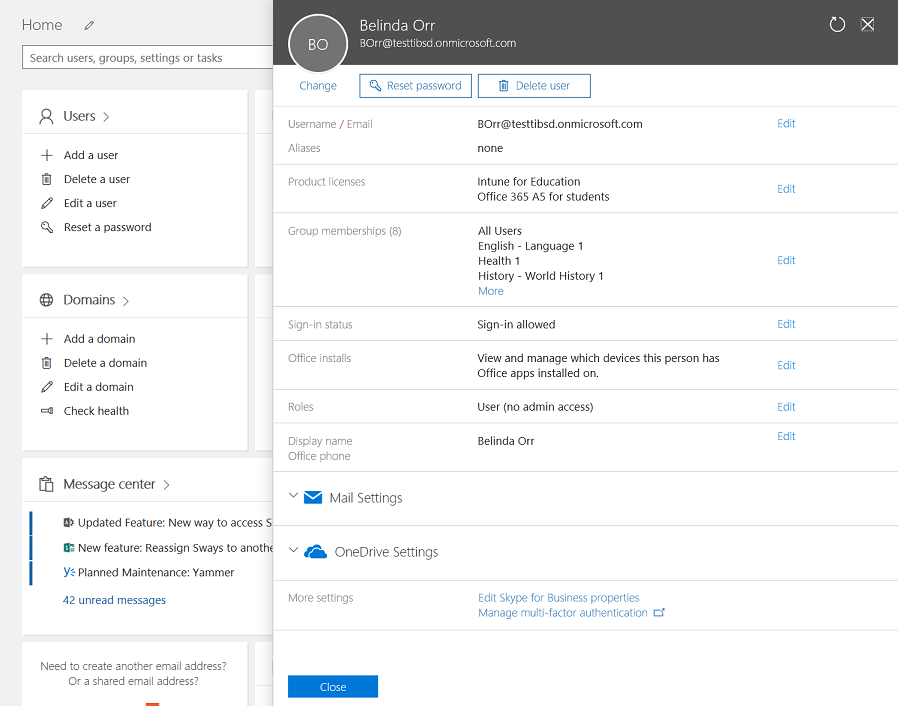 Home
Search users, groups, settings or tasks
Users
Add a user
Delete a user
Edit a user
Reset a password
Domains
Add a domain
Delete a domain
Edit a domain
Check health
Message center
Updated Feature: New way to access S
New feature: Reassign Sways to anothe
Planned Maintenance: Yammer
42 unread messages
Need to create another email address?
Or a shared email address?
BO
Belinda Orr
BOrr@testtibsd.onmicrosoft.com
Change
Reset password
Delete user
Username / Email BOrr@testtibsd.onmicrosoft.com Edit
Aliases none
Product licenses Intune for Education
Office 365 A5 for students
Edit
Group memberships (8) All Users
English - Language 1
Health 1
History - World History 1
More
Edit
Sign-in status Sign-in allowed Edit
Office installs View and manage which devices this person has
Office apps installed on.
Edit
Roles User (no admin access) Edit
Display name Belinda Orr Edit
Office phone
Mail Settings
OneDrive Settings
More settings Edit Skype for Business properties
Manage multi-factor authentication
Close